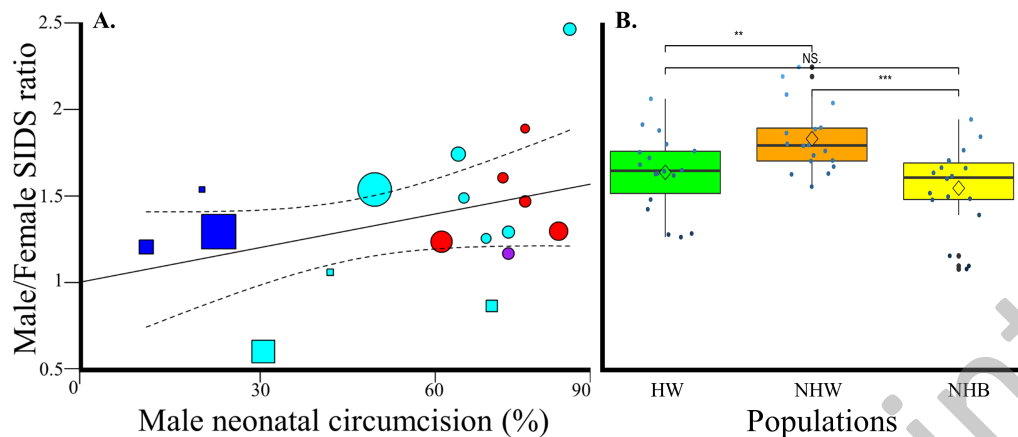 A.
B.
Male/Female SIDS ratio
2.5
2
1.5
1
0.5
0
30
60
90
Male neonatal circumcision (%)
**
NS.
***
HW
NHW
NHB
Populations